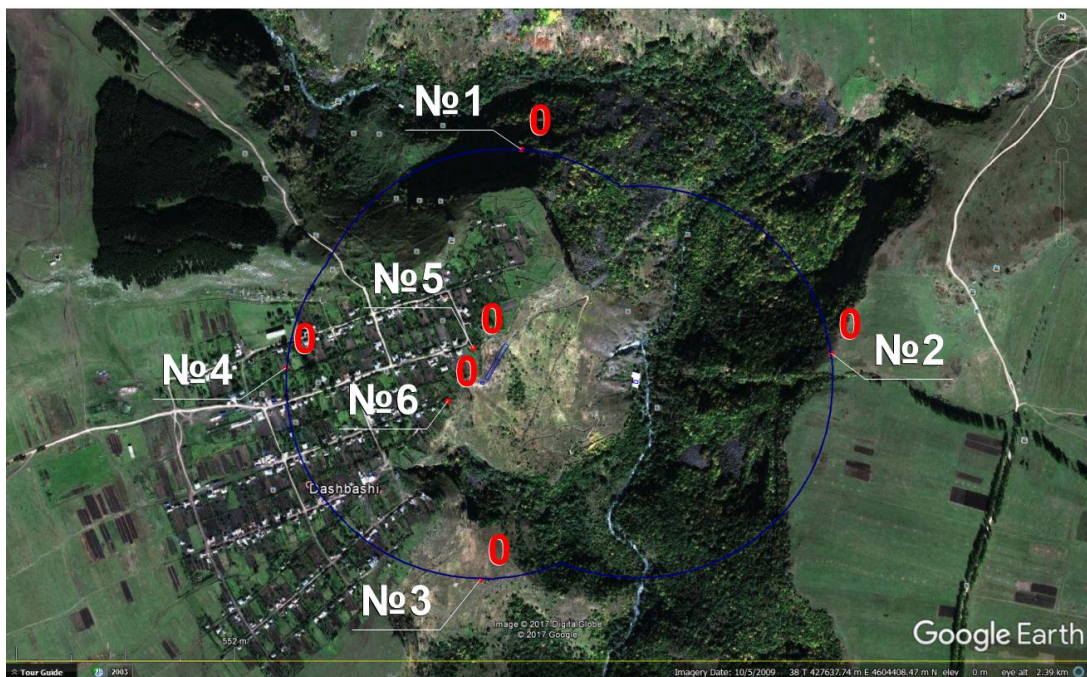 N
№1
0
№5
0
0
0
№2
№4
0
№6
Dashbashi
0
№3
552 m
Image © 2017 DigitalGlobe
© 2017 Google
Google Earth
Tour Guide
2003
Imagery Date: 10/5/2009 38 T 427637.74 m E 4604408.47 m N elev 0 m eye alt 2.39 km